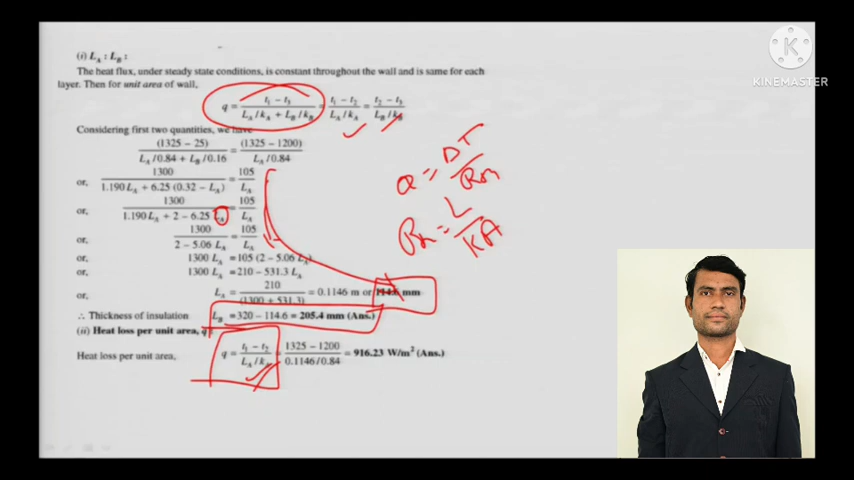 (i) L_A : L_B :
The heat flux, under steady state conditions, is constant throughout the wall and is same for each
layer. Then for unit area of wall,
q = (t₁ – t₃)/(L_A/k_A + L_B/k_B) = (t₁ – t₂)/(L_A/k_A) = (t₂ – t₃)/(L_B/k_B)
Considering first two quantities, we have
(1325 – 25)/(L_A/0.84 + L_B/0.16) = (1325 – 1200)/(L_A/0.84)
or, 1300/(1.190 L_A + 6.25 (0.32 – L_A)) = 105/L_A
or, 1300/(1.190 L_A + 2 – 6.25 L_A) = 105/L_A
or, 1300/(2 – 5.06 L_A) = 105/L_A
or, 1300 L_A = 105 (2 – 5.06 L_A)
or, 1300 L_A = 210 – 531.3 L_A
or, L_A = 210/(1300 + 531.3) = 0.1146 m or 114.6 mm
∴ Thickness of insulation L_B = 320 – 114.6 = 205.4 mm (Ans.)
(ii) Heat loss per unit area, q :
Heat loss per unit area, q = (t₁ – t₂)/(L_A/k_A) = (1325 – 1200)/(0.1146/0.84) = 916.23 W/m² (Ans.)
Q = ΔT/Rth
Rth = L/KA
K
KINEMASTER